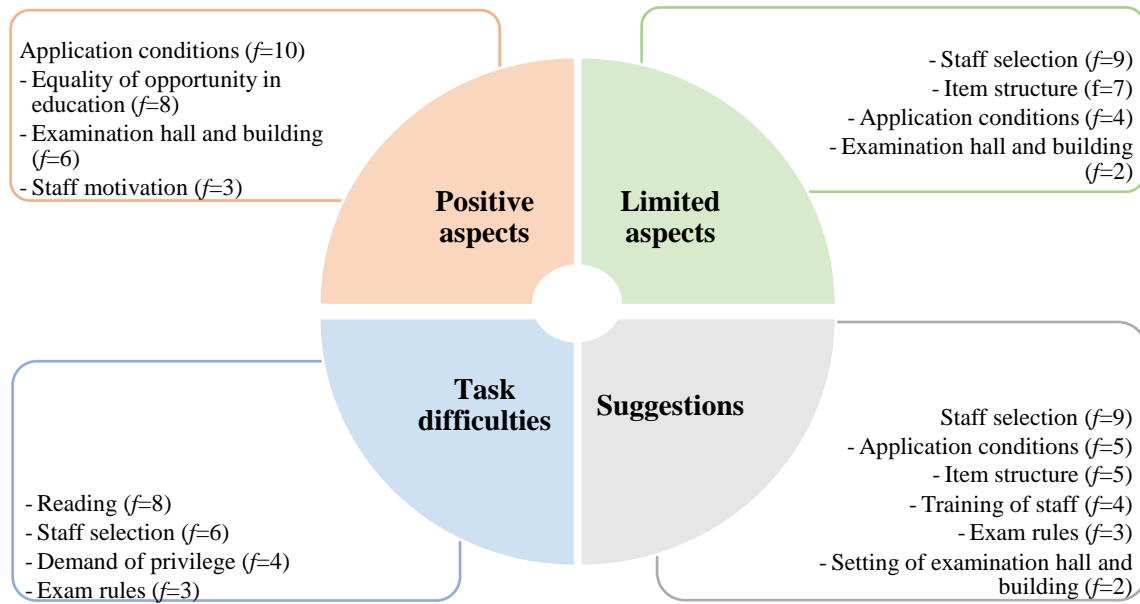 Application conditions (f=10)
- Equality of opportunity in
education (f=8)
- Examination hall and building
(f=6)
- Staff motivation (f=3)
- Staff selection (f=9)
- Item structure (f=7)
- Application conditions (f=4)
- Examination hall and building
(f=2)
Positive
aspects
Limited
aspects
Task
difficulties
Suggestions
- Reading (f=8)
- Staff selection (f=6)
- Demand of privilege (f=4)
- Exam rules (f=3)
Staff selection (f=9)
- Application conditions (f=5)
- Item structure (f=5)
- Training of staff (f=4)
- Exam rules (f=3)
- Setting of examination hall and
building (f=2)